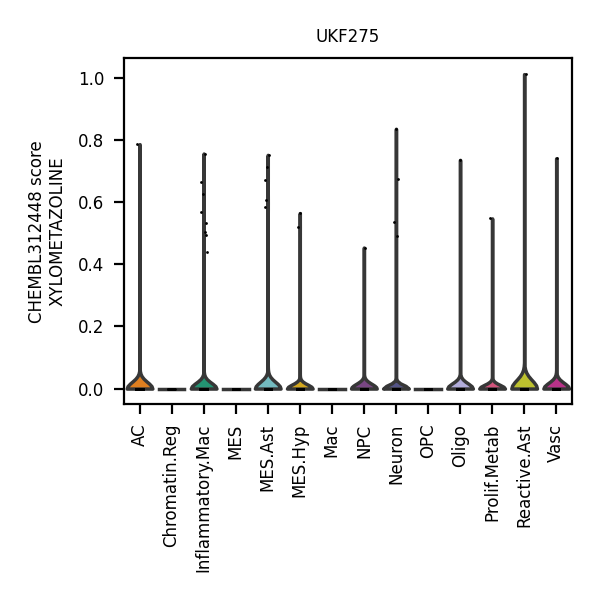 UKF275
CHEMBL312448 score
XYLOMETAZOLINE
1.0
0.8
0.6
0.4
0.2
0.0
AC
Chromatin.Reg
Inflammatory.Mac
MES
MES.Ast
MES.Hyp
Mac
NPC
Neuron
OPC
Oligo
Prolif.Metab
Reactive.Ast
Vasc